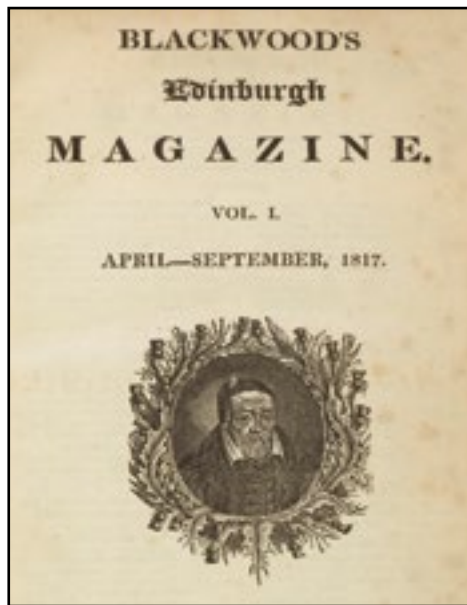 BLACKWOOD'S
Edinburgh
MAGAZINE.
VOL. I.
APRIL—SEPTEMBER, 1817.